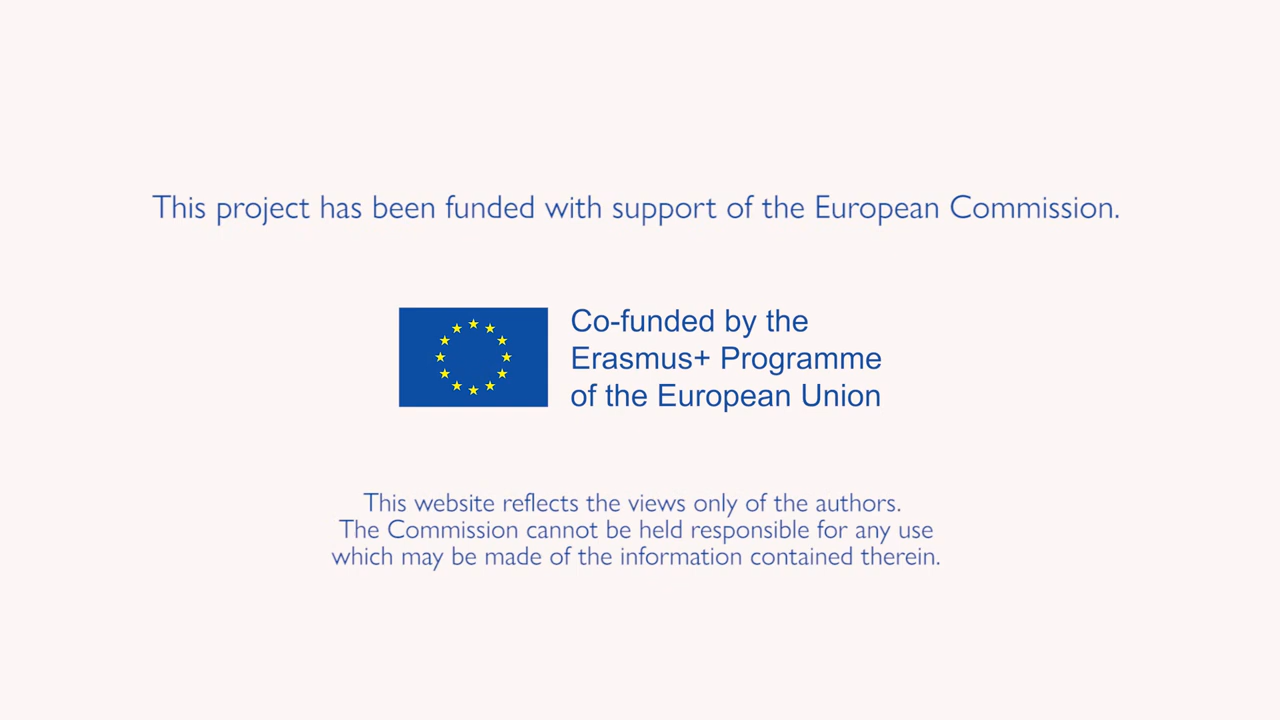 This project has been funded with support of the European Commission.
Co-funded by the
Erasmus+ Programme
of the European Union
This website reflects the views only of the authors.
The Commission cannot be held responsible for any use
which may be made of the information contained therein.